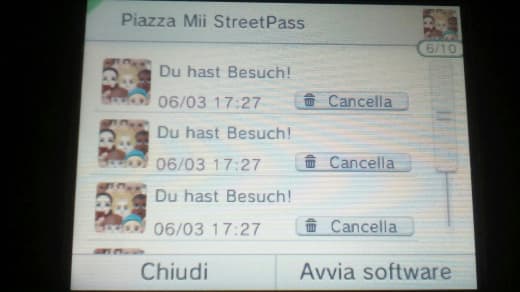 Piazza Mii StreetPass
6/10
Du hast Besuch!
06/03 17:27 Cancella
Du hast Besuch!
06/03 17:27 Cancella
Du hast Besuch!
06/03 17:27 Cancella
Chiudi Avvia software